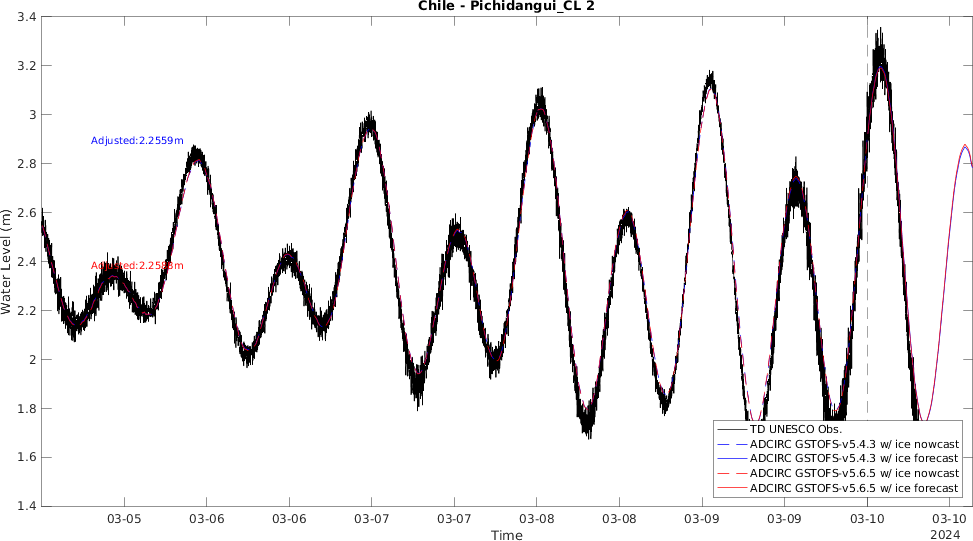 Chile - Pichidangui_CL 2
3.4
3.2
3
2.8
2.6
2.4
2.2
2
1.8
1.6
1.4
Water Level (m)
Adjusted:2.2559m
TD UNESCO Obs.
ADCIRC GSTOFS-v5.4.3 w/ ice nowcast
ADCIRC GSTOFS-v5.4.3 w/ ice forecast
ADCIRC GSTOFS-v5.6.5 w/ ice nowcast
ADCIRC GSTOFS-v5.6.5 w/ ice forecast
03-05 03-06 03-06 03-07 03-07 03-08 03-08 03-09 03-09 03-10 03-10
2024
Time